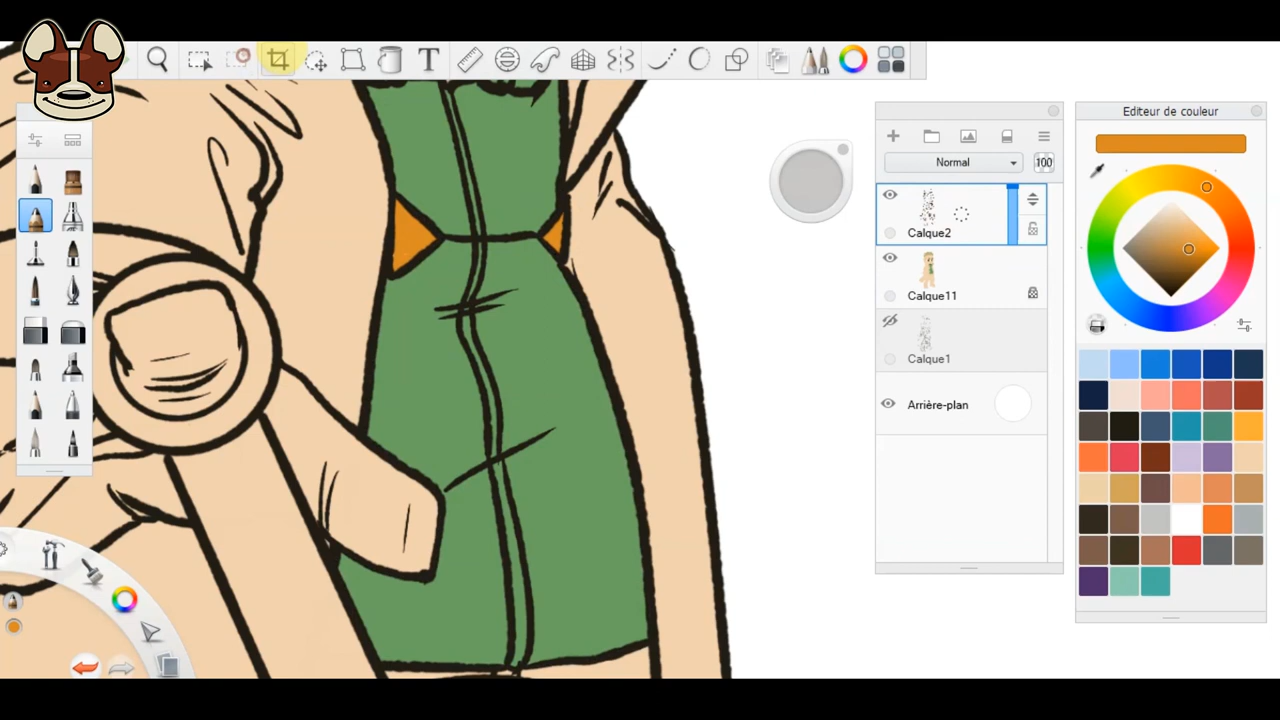 T
Editeur de couleur
Normal
100
Calque2
Calque11
Calque1
Arrière-plan